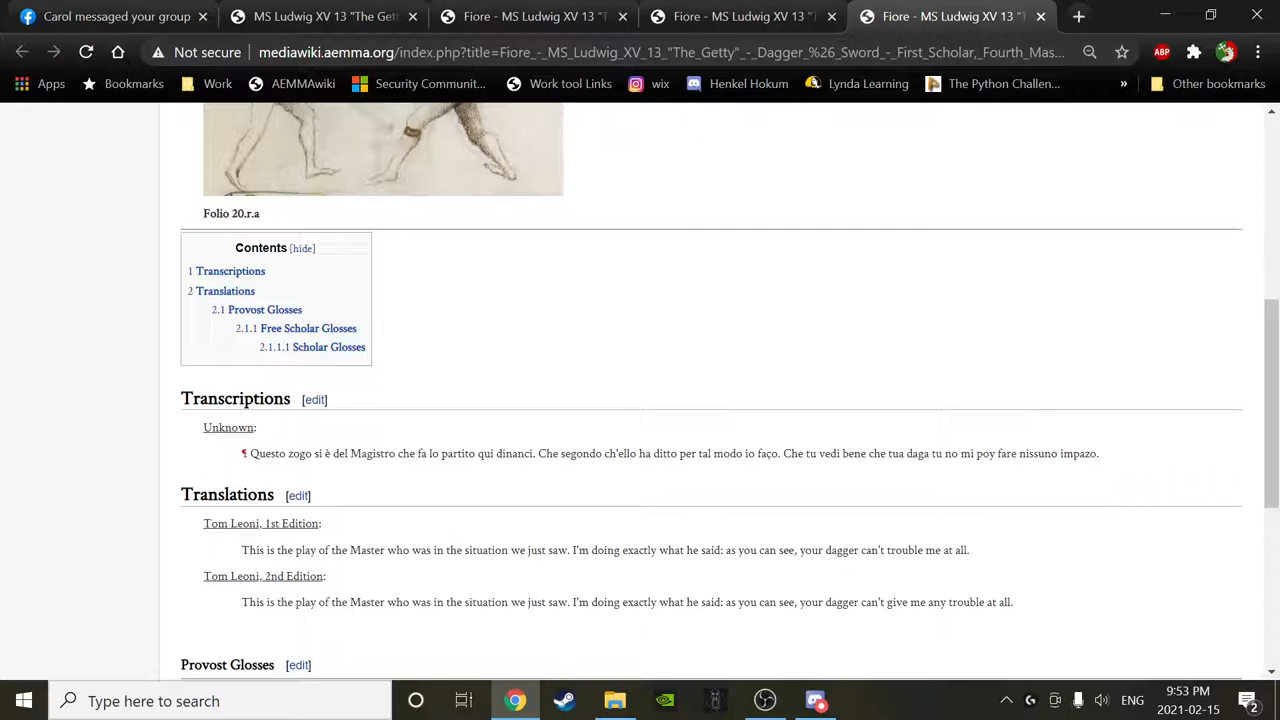 Carol messaged your group
MS Ludwig XV 13 "The Gett
Fiore - MS Ludwig XV 13 "T
Fiore - MS Ludwig XV 13 "T
Fiore - MS Ludwig XV 13 "T
Not secure mediawiki.aemma.org/index.php?title=Fiore_-_MS_Ludwig_XV_13_"The_Getty"_-_Dagger_%26_Sword_-_First_Scholar,_Fourth_Mas...
ABP
Apps Bookmarks Work AEMMAwiki Security Communit... Work tool Links wix Henkel Hokum Lynda Learning The Python Challen... » Other bookmarks
Folio 20.r.a
Contents [hide]
1 Transcriptions
2 Translations
2.1 Provost Glosses
2.1.1 Free Scholar Glosses
2.1.1.1 Scholar Glosses
Transcriptions [edit]
Unknown:
¶ Questo zogo si è del Magistro che fa lo partito qui dinanci. Che segondo ch'ello ha ditto per tal modo io faço. Che tu vedi bene che tua daga tu no mi poy fare nissuno impazo.
Translations [edit]
Tom Leoni, 1st Edition:
This is the play of the Master who was in the situation we just saw. I'm doing exactly what he said: as you can see, your dagger can't trouble me at all.
Tom Leoni, 2nd Edition:
This is the play of the Master who was in the situation we just saw. I'm doing exactly what he said: as you can see, your dagger can't give me any trouble at all.
Provost Glosses [edit]
Type here to search
ENG
9:53 PM
2021-02-15
2